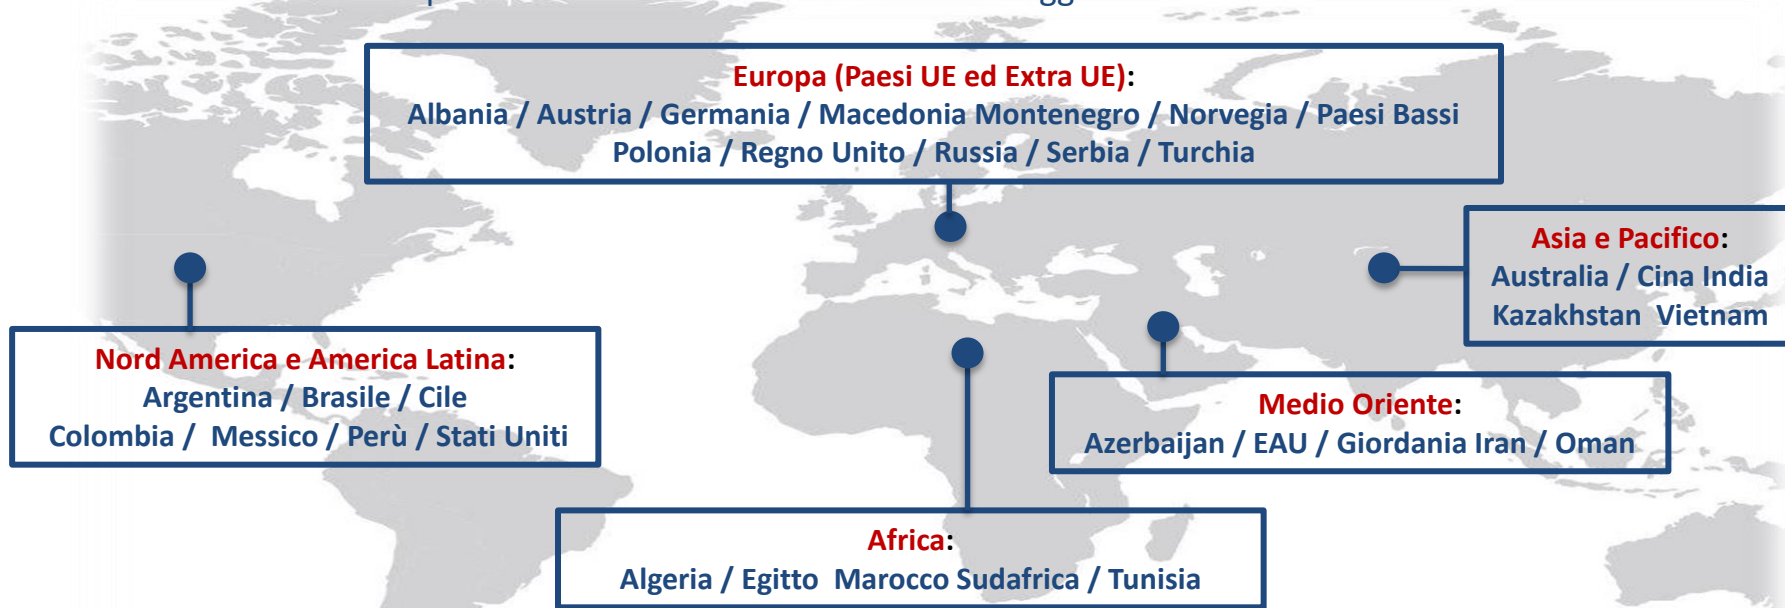 Europa (Paesi UE ed Extra UE):
Albania / Austria / Germania / Macedonia Montenegro / Norvegia / Paesi Bassi
Polonia / Regno Unito / Russia / Serbia / Turchia
Asia e Pacifico:
Australia / Cina India
Kazakhstan Vietnam
Nord America e America Latina:
Argentina / Brasile / Cile
Colombia / Messico / Perù / Stati Uniti
Medio Oriente:
Azerbaijan / EAU / Giordania Iran / Oman
Africa:
Algeria / Egitto Marocco Sudafrica / Tunisia